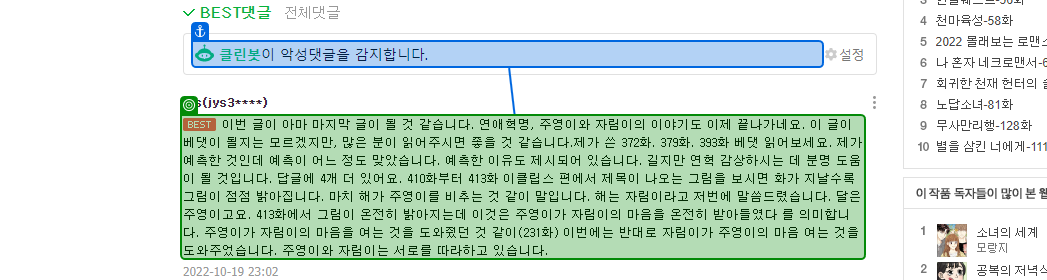 BEST댓글 전체댓글
클린봇이 악성댓글을 감지합니다.
설정
s(jys3****)
BEST 이번 글이 아마 마지막 글이 될 것 같습니다. 연애혁명, 주영이와 자림이의 이야기도 이제 끝나가네요. 이 글이
베댓이 될지는 모르겠지만, 많은 분이 읽어주시면 좋을 것 같습니다.제가 쓴 372화. 379화. 393화 베댓 읽어보세요. 제가
예측한 것인데 예측이 어느 정도 맞았습니다. 예측한 이유도 제시되어 있습니다. 길지만 연혁 감상하시는 데 분명 도움
이 될 것입니다. 답글에 4개 더 있어요. 410화부터 413화 이클립스 편에서 제목이 나오는 그림을 보시면 화가 지날수록
그림이 점점 밝아집니다. 마치 해가 주영이를 비추는 것 같이 말입니다. 해는 자림이라고 저번에 말씀드렸습니다. 달은
주영이고요. 413화에서 그림이 온전히 밝아지는데 이것은 주영이가 자림이의 마음을 온전히 받아들였다 를 의미합니
다. 주영이가 자림이의 마음을 여는 것을 도와줬던 것 같이(231화) 이번에는 반대로 자림이가 주영이의 마음 여는 것을
도와주었습니다. 주영이와 자림이는 서로를 따라하고 있습니다.
2022-10-19 23:02
4 천마육성-58화
5 2022 몰래보는 로맨스
6 나 혼자 네크로맨서-6
7 회귀한 천재 헌터의 슬
8 노답소녀-81화
9 무사만리행-128화
10 별을 삼킨 너에게-111
이 작품 독자들이 많이 본 웹
1 소녀의 세계
모랑지
2 공복의 저녁식